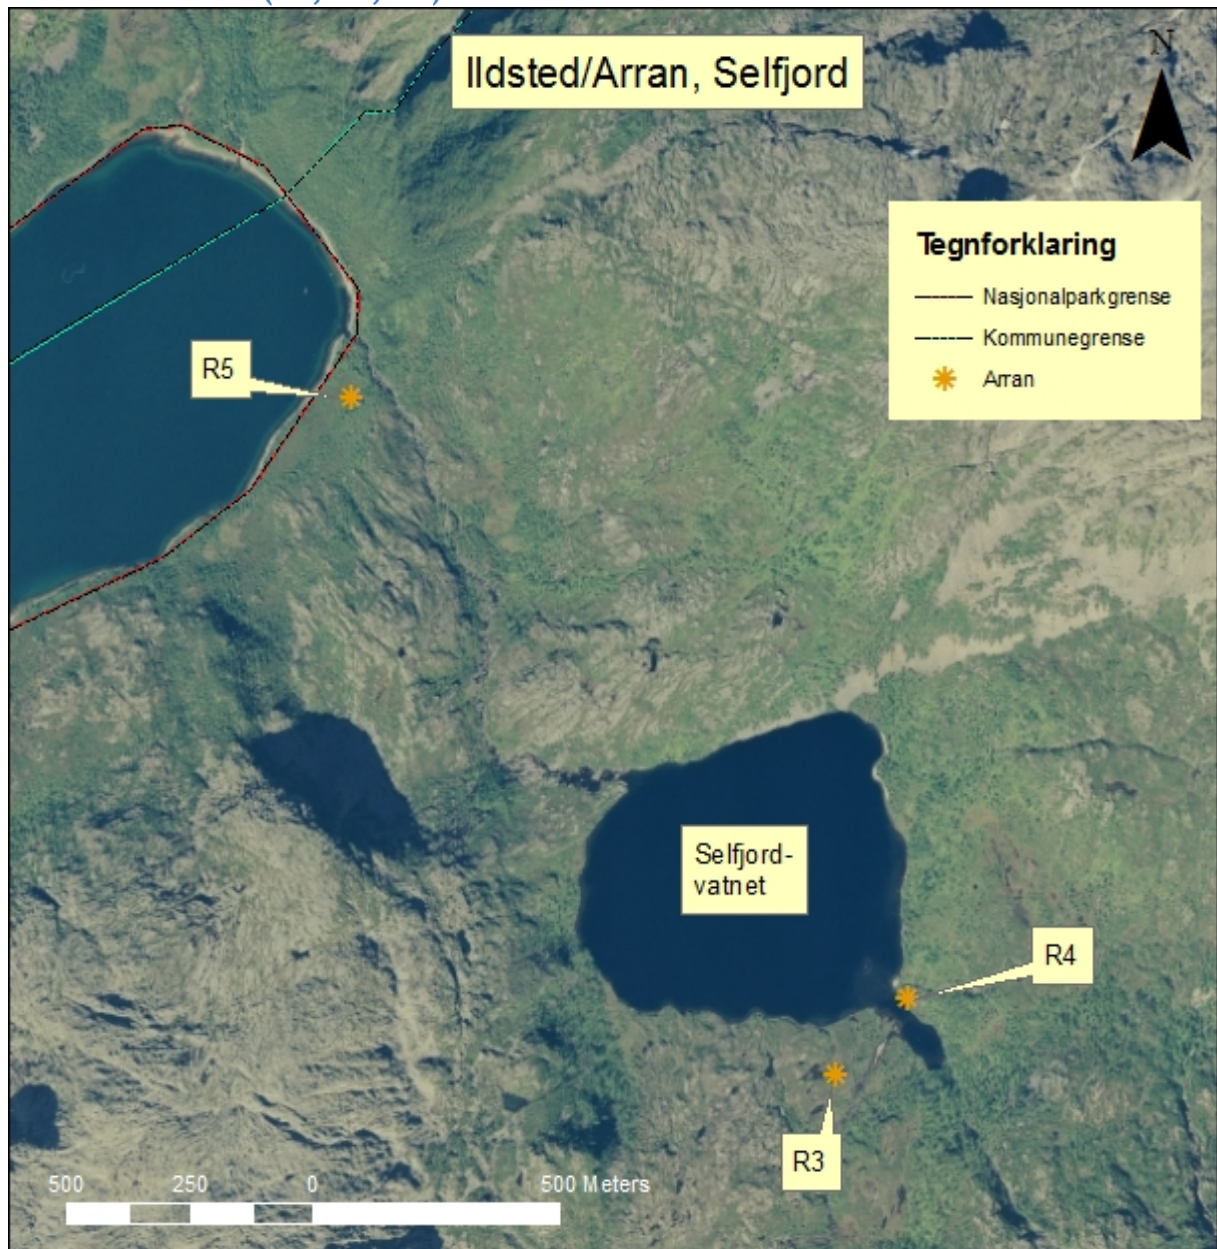 Ildsted/Arran, Selfjord
N
Tegnforklaring
Nasjonalparkgrense
Kommunegrense
Arran
R5
Selfjord-
vatnet
R4
R3
500 250 0 500 Meters